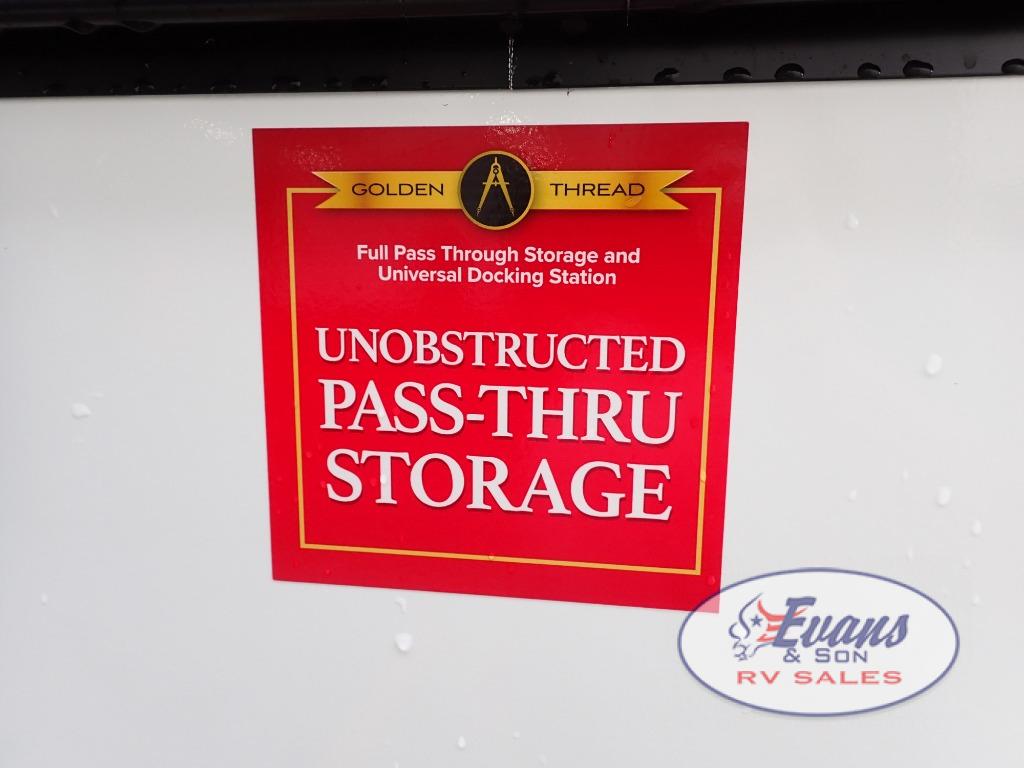 GOLDEN THREAD
Full Pass Through Storage and
Universal Docking Station
UNOBSTRUCTED
PASS-THRU
STORAGE
Evans
& SON
RV SALES